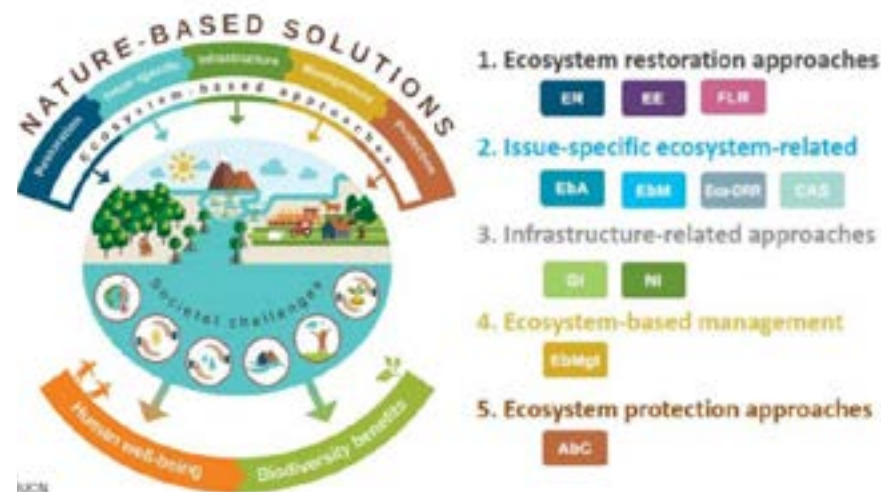 NATURE-BASED SOLUTIONS
Restoration
Issue-specific
Infrastructure
Management
Protection
Ecosystem-based approaches
Societal challenges
Human well-being
Biodiversity benefits
IUCN
1. Ecosystem restoration approaches
ER EE FLR
2. Issue-specific ecosystem-related
EbA EbM Eco-DRR CAS
3. Infrastructure-related approaches
GI NI
4. Ecosystem-based management
EbMgt
5. Ecosystem protection approaches
AbC